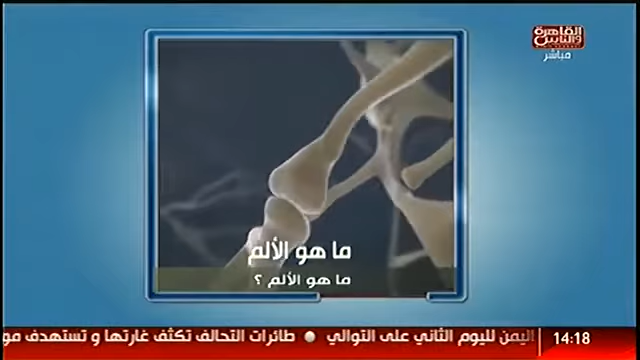 القاهرة
والناس
مباشر
ما هو الألم
ما هو الألم ؟
اليمن لليوم الثاني على التوالي
طائرات التحالف تكثف غارتها و تستهدف مو
14:18